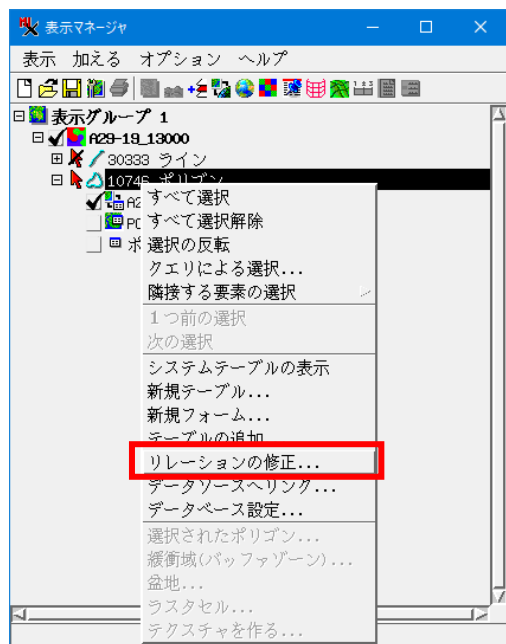 表示マネージャ
表示 加える オプション ヘルプ
表示グループ 1
A29-19_13000
30333 ライン
10746 ポリゴン
A2
PO
ポ
すべて選択
すべて選択解除
選択の反転
クエリによる選択...
隣接する要素の選択
1つ前の選択
次の選択
システムテーブルの表示
新規テーブル...
新規フォーム...
テーブルの追加
リレーションの修正...
データソースへリンク...
データベース設定...
選択されたポリゴン...
緩衝域(バッファゾーン)...
盆地...
ラスタセル...
テクスチャを作る...